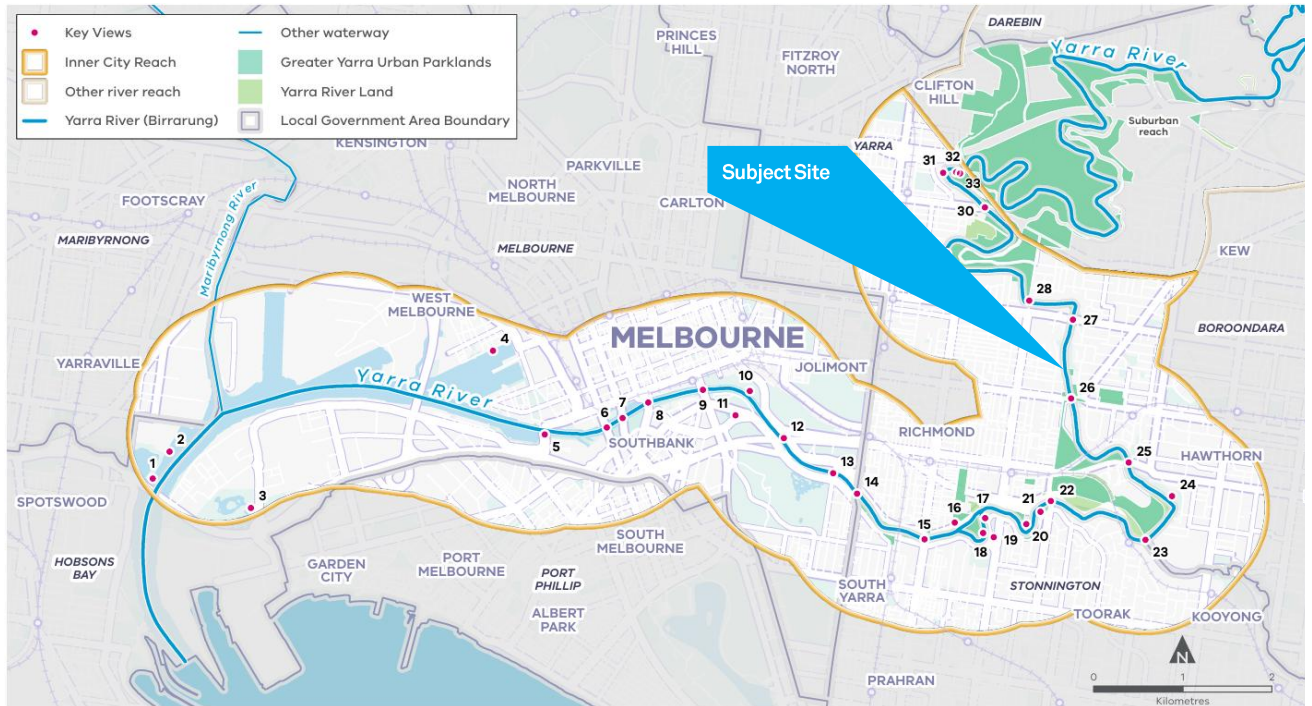 Key Views
Inner City Reach
Other river reach
Yarra River (Birrarung)
Other waterway
Greater Yarra Urban Parklands
Yarra River Land
Local Government Area Boundary
DAREBIN
PRINCES
HILL
FITZROY
NORTH
Yarra River
CLIFTON
HILL
Suburban
reach
KENSINGTON
YARRA
PARKVILLE
31
32
33
Subject Site
NORTH
MELBOURNE
FOOTSCRAY
CARLTON
30
Maribyrnong River
MARIBYRNONG
MELBOURNE
KEW
WEST
MELBOURNE
28
27
BOROONDARA
MELBOURNE
4
YARRAVILLE
JOLIMONT
Yarra River
10
26
9
11
8
7
6
SOUTHBANK
RICHMOND
12
5
2
25
HAWTHORN
1
13
24
14
3
SPOTSWOOD
21
22
17
16
15
18
19
20
23
SOUTH
MELBOURNE
HOBSONS
BAY
GARDEN
CITY
PORT
MELBOURNE
PORT
PHILLIP
SOUTH
YARRA
STONNINGTON
ALBERT
PARK
TOORAK
KOOYONG
N
PRAHRAN
0
1
2
Kilometres